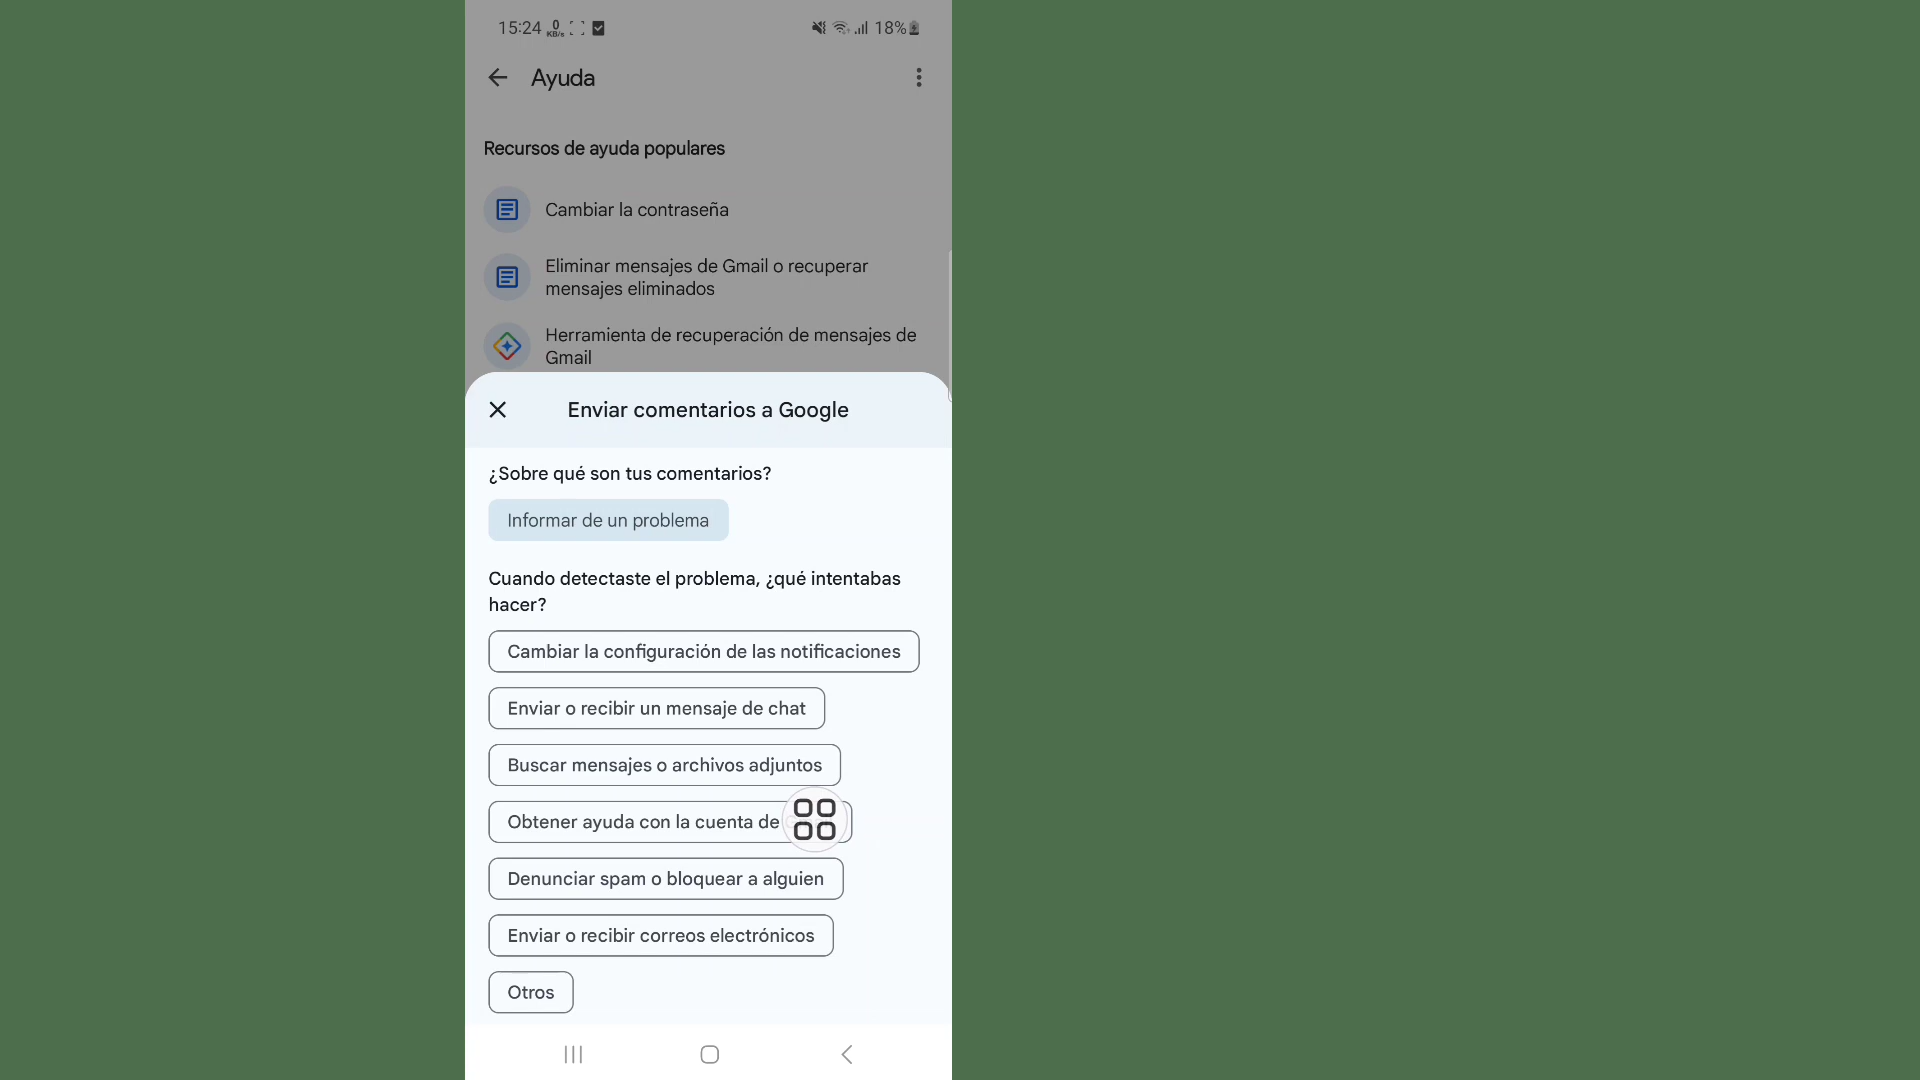 15:24 0 KB/s 18%
Ayuda
Recursos de ayuda populares
Cambiar la contraseña
Eliminar mensajes de Gmail o recuperar
mensajes eliminados
Herramienta de recuperación de mensajes de
Gmail
Enviar comentarios a Google
¿Sobre qué son tus comentarios?
Informar de un problema
Cuando detectaste el problema, ¿qué intentabas
hacer?
Cambiar la configuración de las notificaciones
Enviar o recibir un mensaje de chat
Buscar mensajes o archivos adjuntos
Obtener ayuda con la cuenta de
Denunciar spam o bloquear a alguien
Enviar o recibir correos electrónicos
Otros